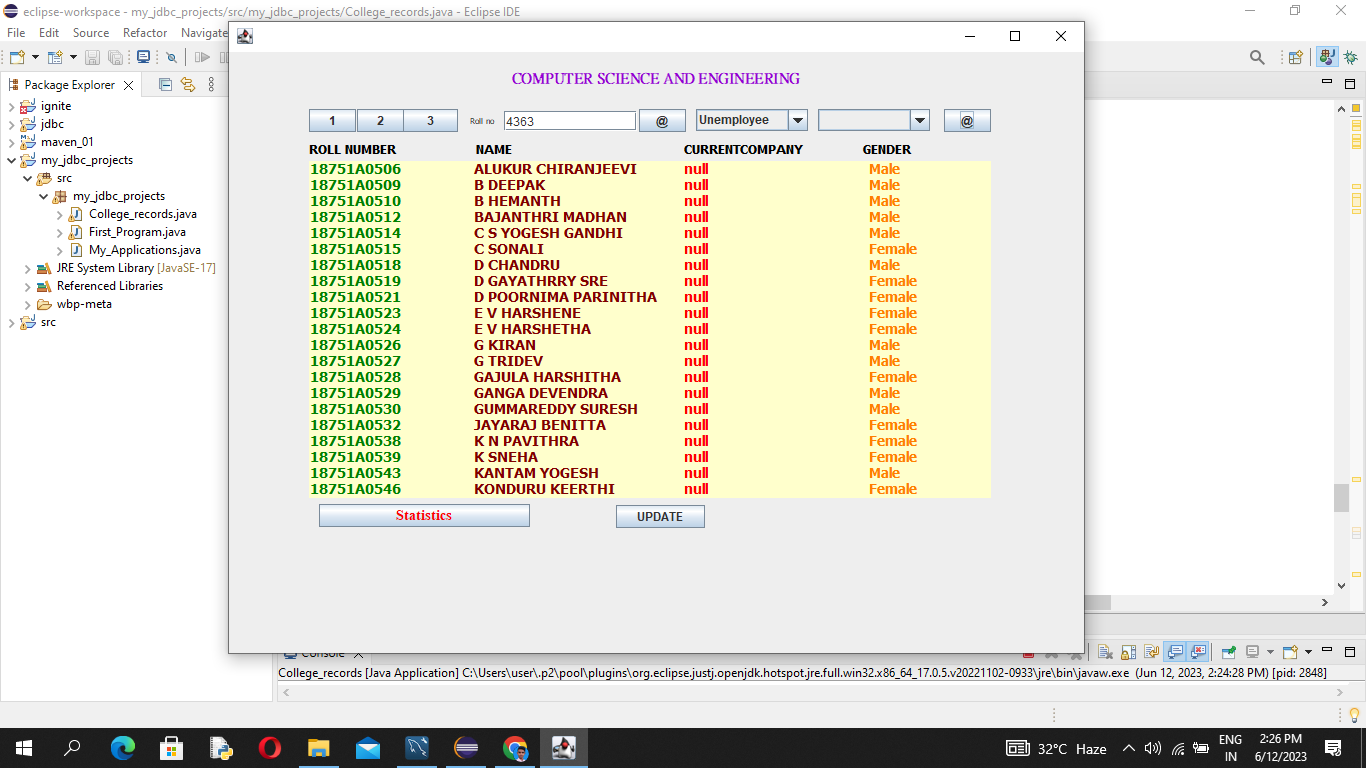 eclipse-workspace - my_jdbc_projects/src/my_jdbc_projects/College_records.java - Eclipse IDE
File Edit Source Refactor Navigate
Package Explorer
ignite
jdbc
maven_01
my_jdbc_projects
src
my_jdbc_projects
College_records.java
First_Program.java
My_Applications.java
JRE System Library [JavaSE-17]
Referenced Libraries
wbp-meta
src
COMPUTER SCIENCE AND ENGINEERING
1 2 3 Roll no 4363 @ Unemployee @
ROLL NUMBER NAME CURRENTCOMPANY GENDER
18751A0506 ALUKUR CHIRANJEEVI null Male
18751A0509 B DEEPAK null Male
18751A0510 B HEMANTH null Male
18751A0512 BAJANTHRI MADHAN null Male
18751A0514 C S YOGESH GANDHI null Male
18751A0515 C SONALI null Female
18751A0518 D CHANDRU null Male
18751A0519 D GAYATHRRY SRE null Female
18751A0521 D POORNIMA PARINITHA null Female
18751A0523 E V HARSHENE null Female
18751A0524 E V HARSHETHA null Female
18751A0526 G KIRAN null Male
18751A0527 G TRIDEV null Male
18751A0528 GAJULA HARSHITHA null Female
18751A0529 GANGA DEVENDRA null Male
18751A0530 GUMMAREDDY SURESH null Male
18751A0532 JAYARAJ BENITTA null Female
18751A0538 K N PAVITHRA null Female
18751A0539 K SNEHA null Female
18751A0543 KANTAM YOGESH null Male
18751A0546 KONDURU KEERTHI null Female
Statistics UPDATE
Console
College_records [Java Application] C:\Users\user\.p2\pool\plugins\org.eclipse.justj.openjdk.hotspot.jre.full.win32.x86_64_17.0.5.v20221102-0933\jre\bin\javaw.exe (Jun 12, 2023, 2:24:28 PM) [pid: 2848]
32°C Haze
ENG
IN
2:26 PM
6/12/2023